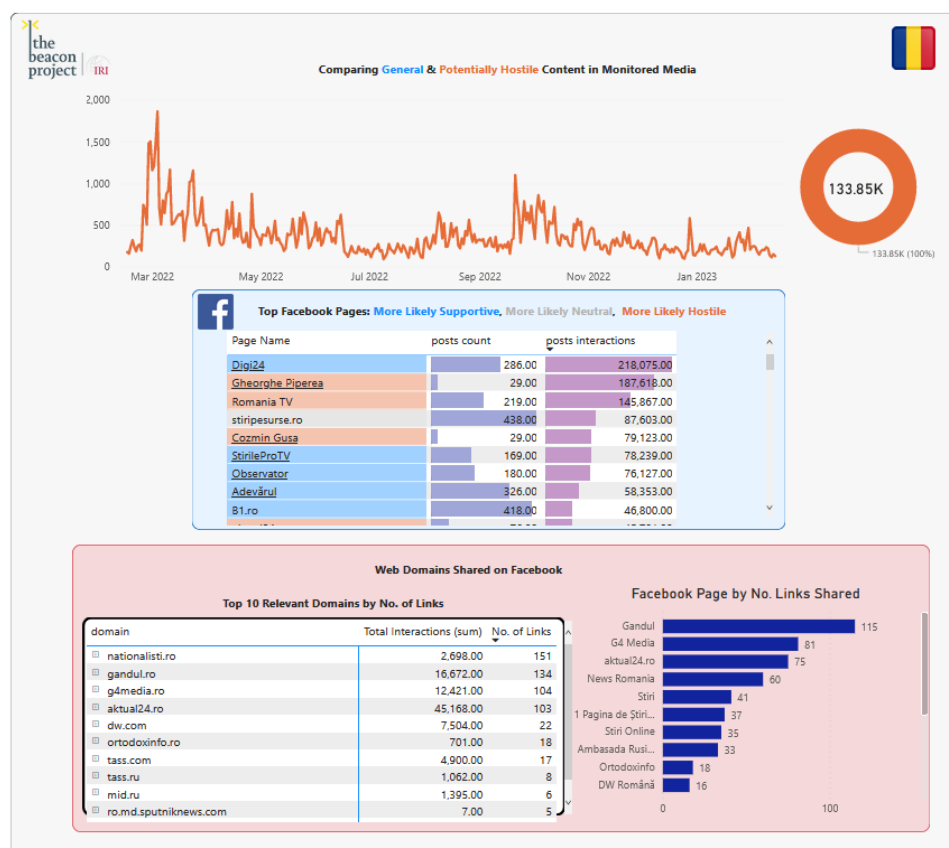 the
beacon
project
IRI
Comparing General & Potentially Hostile Content in Monitored Media
2,000
1,500
1,000
500
0
Mar 2022 May 2022 Jul 2022 Sep 2022 Nov 2022 Jan 2023
133.85K
133.85K (100%)
Top Facebook Pages: More Likely Supportive, More Likely Neutral, More Likely Hostile
Page Name posts count posts interactions
Digi24 286.00 218,075.00
Gheorghe Piperea 29.00 187,618.00
Romania TV 219.00 145,867.00
stiripesurse.ro 438.00 87,603.00
Cozmin Gusa 29.00 79,123.00
StirileProTV 169.00 78,239.00
Observator 180.00 76,127.00
Adevărul 326.00 58,353.00
B1.ro 418.00 46,800.00
Web Domains Shared on Facebook
Top 10 Relevant Domains by No. of Links
domain Total Interactions (sum) No. of Links
nationalisti.ro 2,698.00 151
gandul.ro 16,672.00 134
g4media.ro 12,421.00 104
aktual24.ro 45,168.00 103
dw.com 7,504.00 22
ortodoxinfo.ro 701.00 18
tass.com 4,900.00 17
tass.ru 1,062.00 8
mid.ru 1,395.00 6
ro.md.sputniknews.com 7.00 5
Facebook Page by No. Links Shared
Gandul 115
G4 Media 81
aktual24.ro 75
News Romania 60
Stiri 41
1 Pagina de Știri... 37
Stiri Online 35
Ambasada Rusi... 33
Ortodoxinfo 18
DW Română 16
0 100